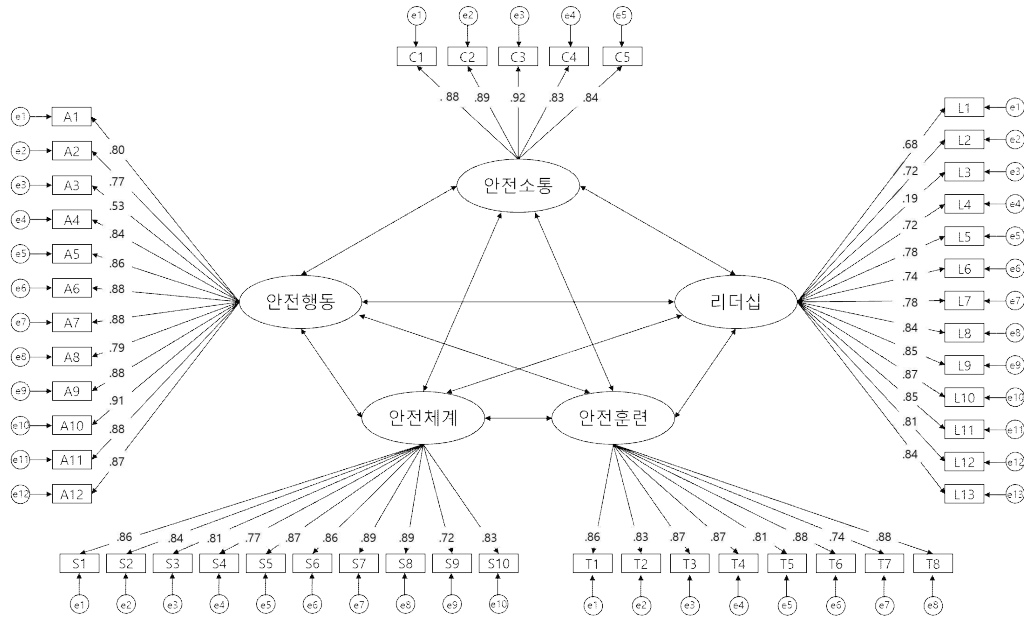 e1 e2 e3 e4 e5
C1 C2 C3 C4 C5
.88 .89 .92 .83 .84
안전소통
e1 A1
e2 A2
e3 A3
e4 A4
e5 A5
e6 A6
e7 A7
e8 A8
e9 A9
e10 A10
e11 A11
e12 A12
.80
.77
.53
.84
.86
.88
.88
.79
.88
.91
.88
.87
안전행동
리더십
.68
.72
.19
.72
.78
.74
.78
.84
.85
.87
.85
.81
.84
L1 e1
L2 e2
L3 e3
L4 e4
L5 e5
L6 e6
L7 e7
L8 e8
L9 e9
L10 e10
L11 e11
L12 e12
L13 e13
안전체계 안전훈련
.86 .84 .81 .77 .87 .86 .89 .89 .72 .83
S1 S2 S3 S4 S5 S6 S7 S8 S9 S10
e1 e2 e3 e4 e5 e6 e7 e8 e9 e10
.86 .83 .87 .87 .81 .88 .74 .88
T1 T2 T3 T4 T5 T6 T7 T8
e1 e2 e3 e4 e5 e6 e7 e8